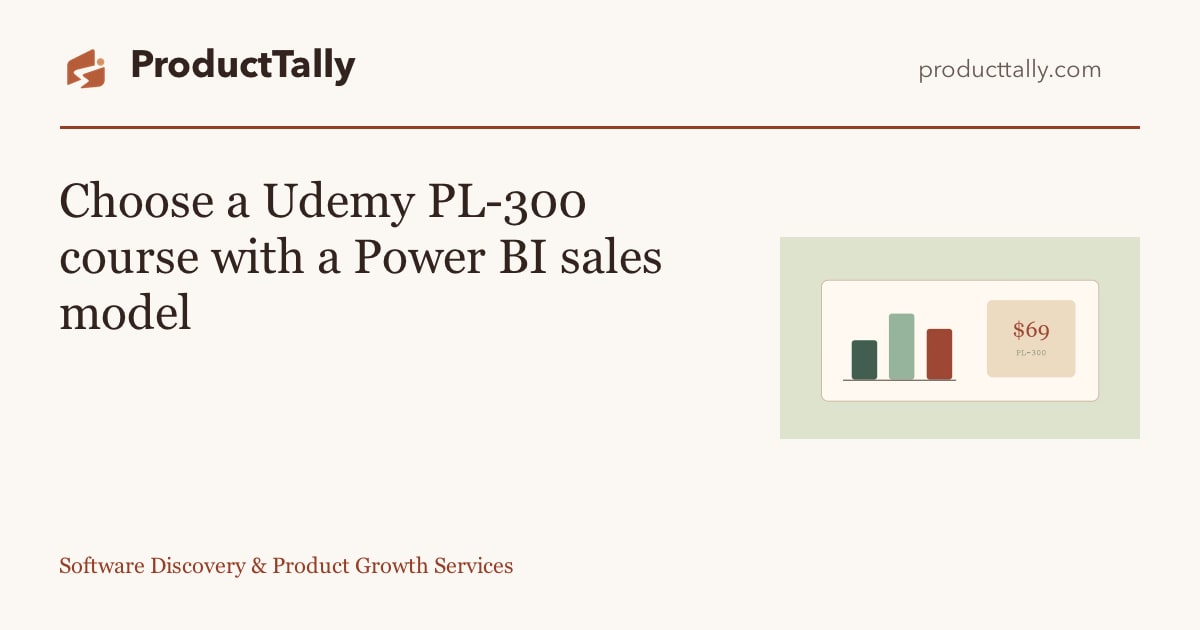 ProductTally
producttally.com
Choose a Udemy PL-300
course with a Power BI sales
model
$69
PL-300
Software Discovery & Product Growth Services